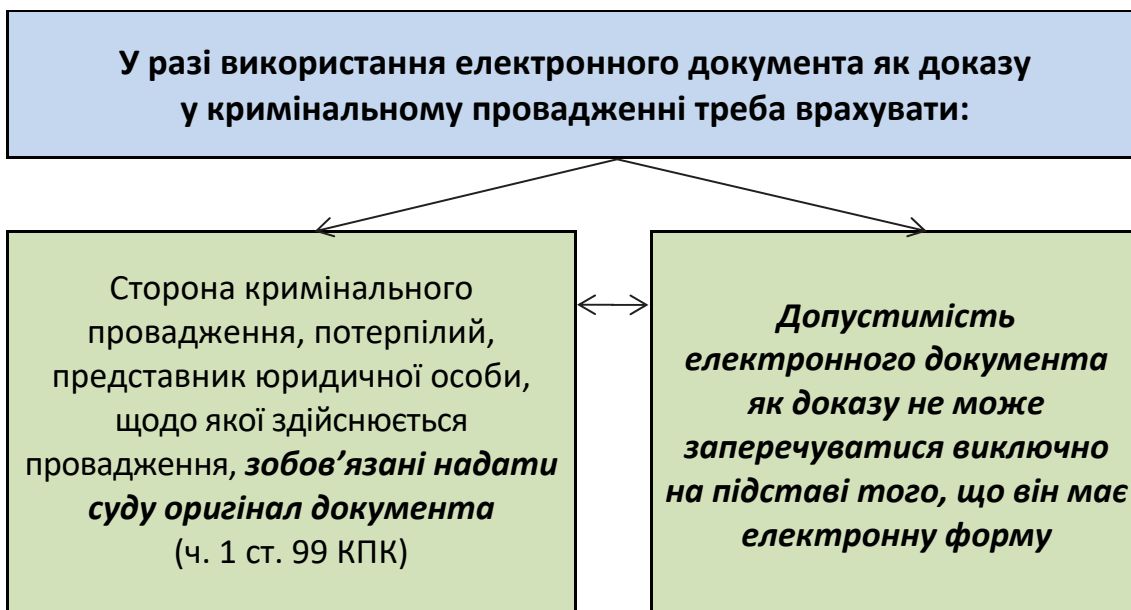 У разі використання електронного документа як доказу
у кримінальному провадженні треба врахувати:
Сторона кримінального
провадження, потерпілий,
представник юридичної особи,
щодо якої здійснюється
провадження, зобов’язані надати
суду оригінал документа
(ч. 1 ст. 99 КПК)
Допустимість
електронного документа
як доказу не може
заперечуватися виключно
на підставі того, що він має
електронну форму